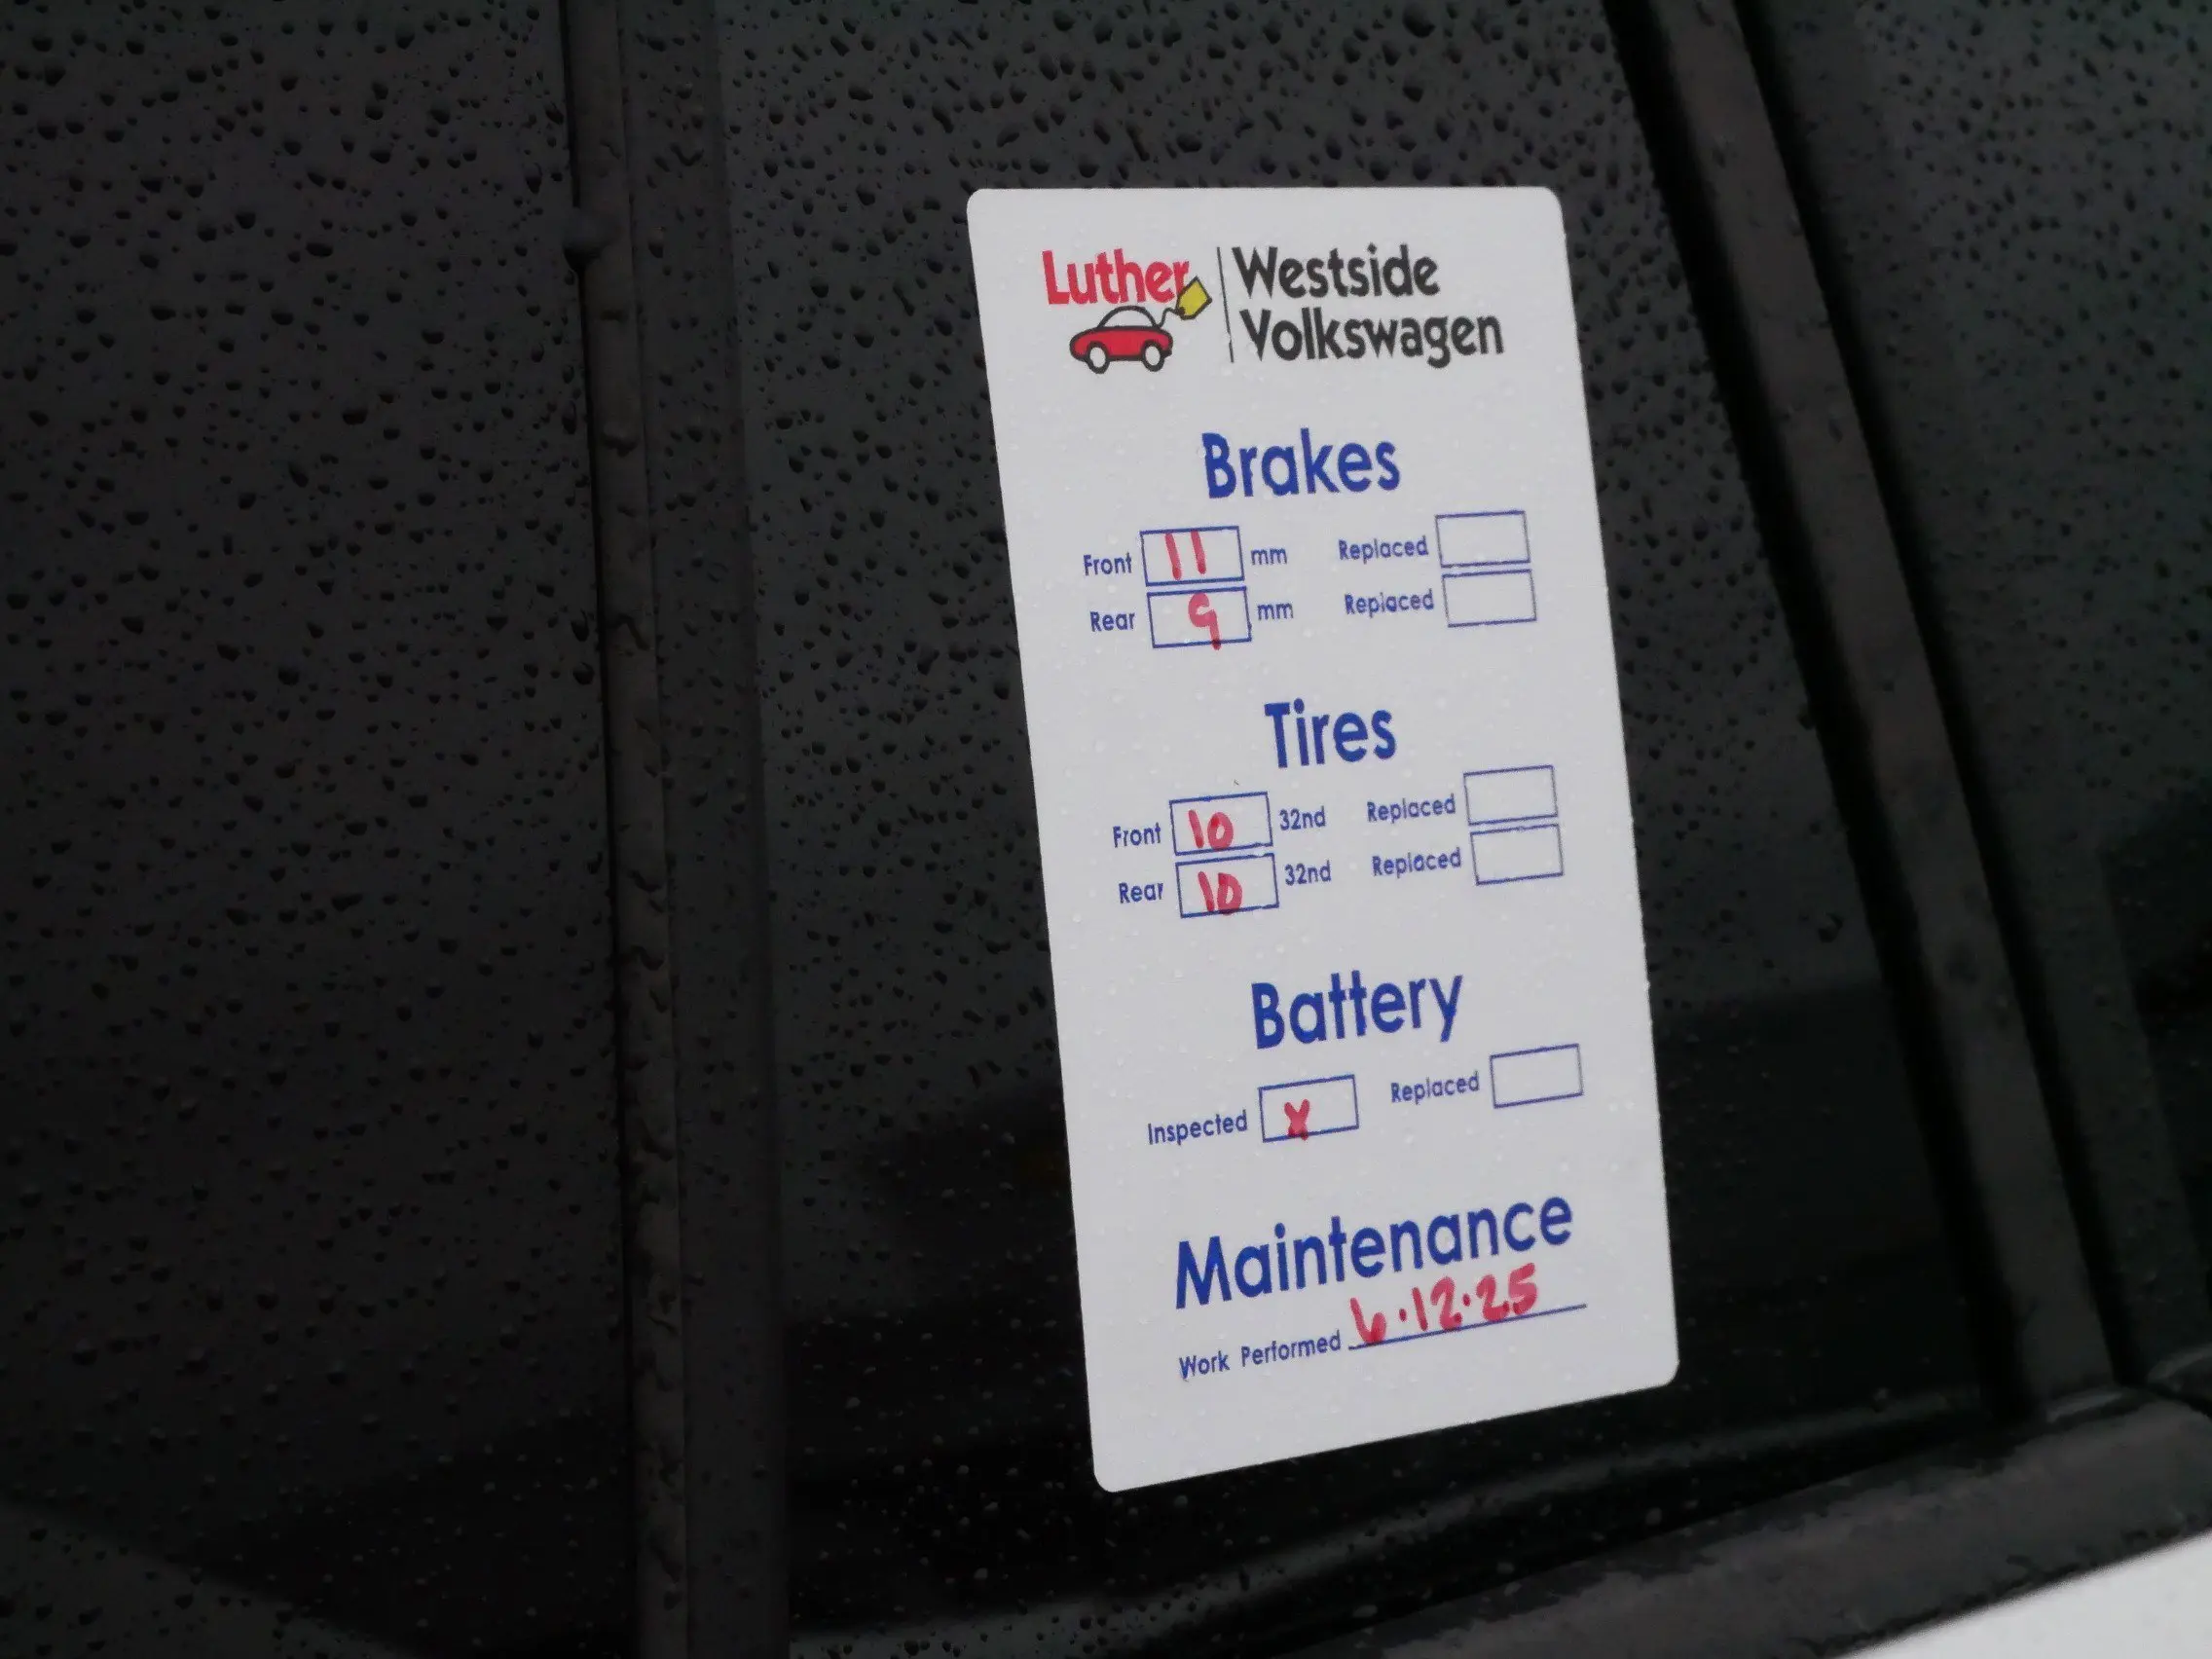 Luther Westside
Volkswagen
Brakes
Front 11 mm Replaced
Rear 9 mm Replaced
Tires
Front 10 32nd Replaced
Rear 10 32nd Replaced
Battery
Inspected x Replaced
Maintenance
Work Performed 6.12.25